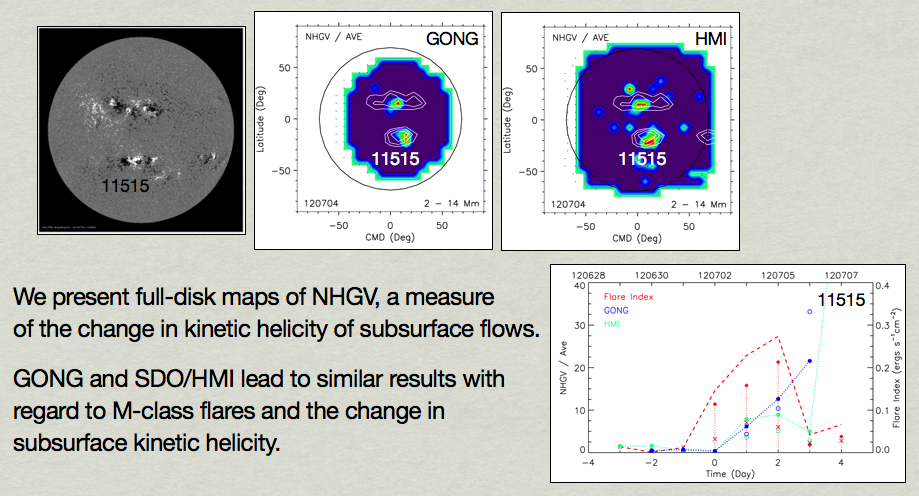 11515
NHGV / AVE
GONG
Latitude (Deg)
50
0
−50
11515
120704
2 − 14 Mm
−50
0
50
CMD (Deg)
NHGV / AVE
HMI
Latitude (Deg)
50
0
−50
11515
120704
2 − 14 Mm
−50
0
50
CMD (Deg)
We present full-disk maps of NHGV, a measure
of the change in kinetic helicity of subsurface flows.
GONG and SDO/HMI lead to similar results with
regard to M-class flares and the change in
subsurface kinetic helicity.
120628
120630
120702
120705
120707
Flare Index
GONG
HMI
11515
NHGV / Ave
40
30
20
10
0
0.4
0.3
0.2
0.1
0.0
Flare Index (ergs s⁻¹cm⁻²)
−4
−2
0
2
4
Time (Day)